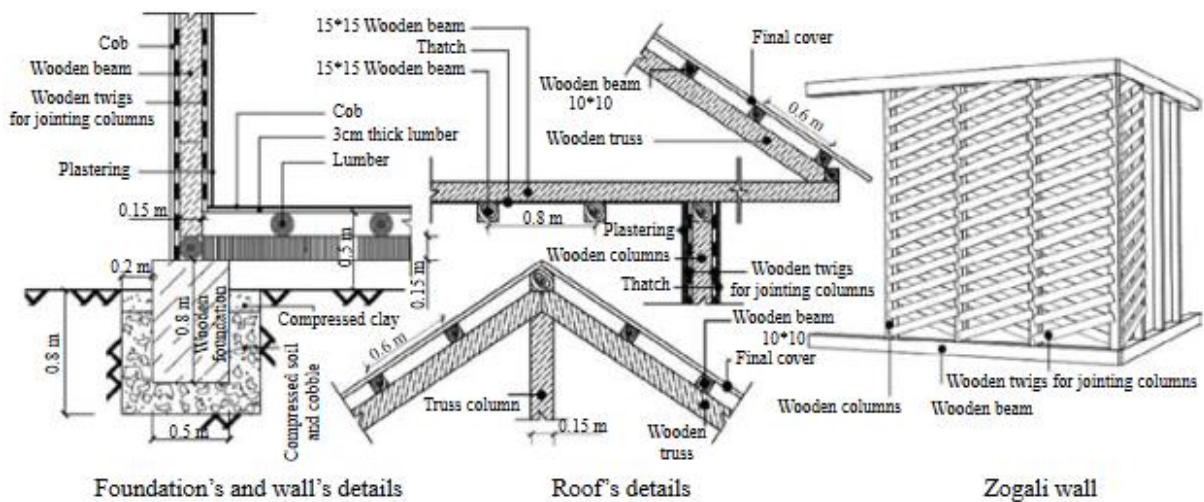 Cob
Wooden beam
Wooden twigs
for jointing columns
Plastering
0.15 m
0.2 m
0.8 m
0.5 m
0.8 m
Wooden
foundation
Cob
3cm thick lumber
Lumber
0.5 m
0.15 m
Compressed clay
Compressed soil
and cobble
Foundation's and wall's details
15*15 Wooden beam
Thatch
15*15 Wooden beam
0.8 m
Final cover
Wooden beam
10*10
0.6 m
Wooden truss
Plastering
Wooden columns
Thatch
Wooden twigs
for jointing columns
Wooden beam
10*10
Final cover
0.6 m
Truss column
0.15 m
Wooden
truss
Roof's details
Wooden twigs for jointing columns
Wooden columns
Wooden beam
Zogali wall